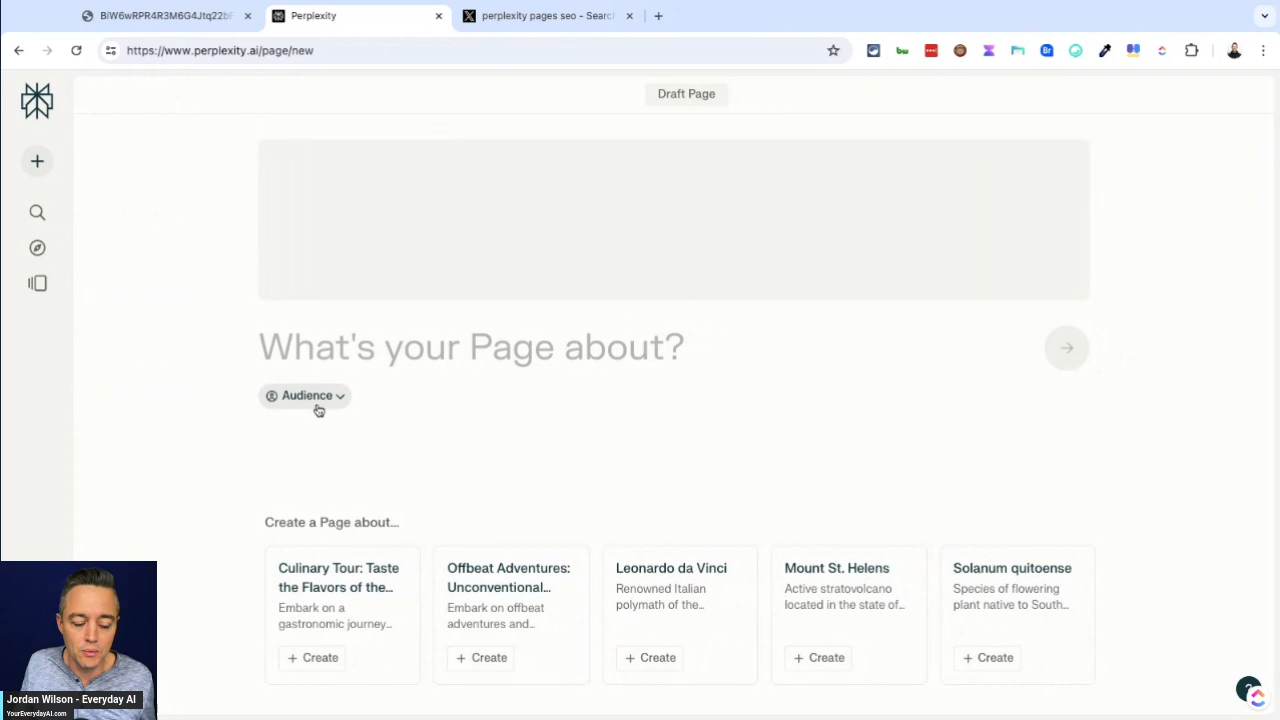 BiW6wRPR4R3M6G4Jtq22bF
Perplexity
perplexity pages seo - Search
https://www.perplexity.ai/page/new
Draft Page
What's your Page about?
Audience
Create a Page about...
Culinary Tour: Taste
the Flavors of the...
Embark on a
gastronomic journey...
+ Create
Offbeat Adventures:
Unconventional...
Embark on offbeat
adventures and...
+ Create
Leonardo da Vinci
Renowned Italian
polymath of the...
+ Create
Mount St. Helens
Active stratovolcano
located in the state of...
+ Create
Solanum quitoense
Species of flowering
plant native to South...
+ Create
Jordan Wilson - Everyday AI
YourEverydayAI.com